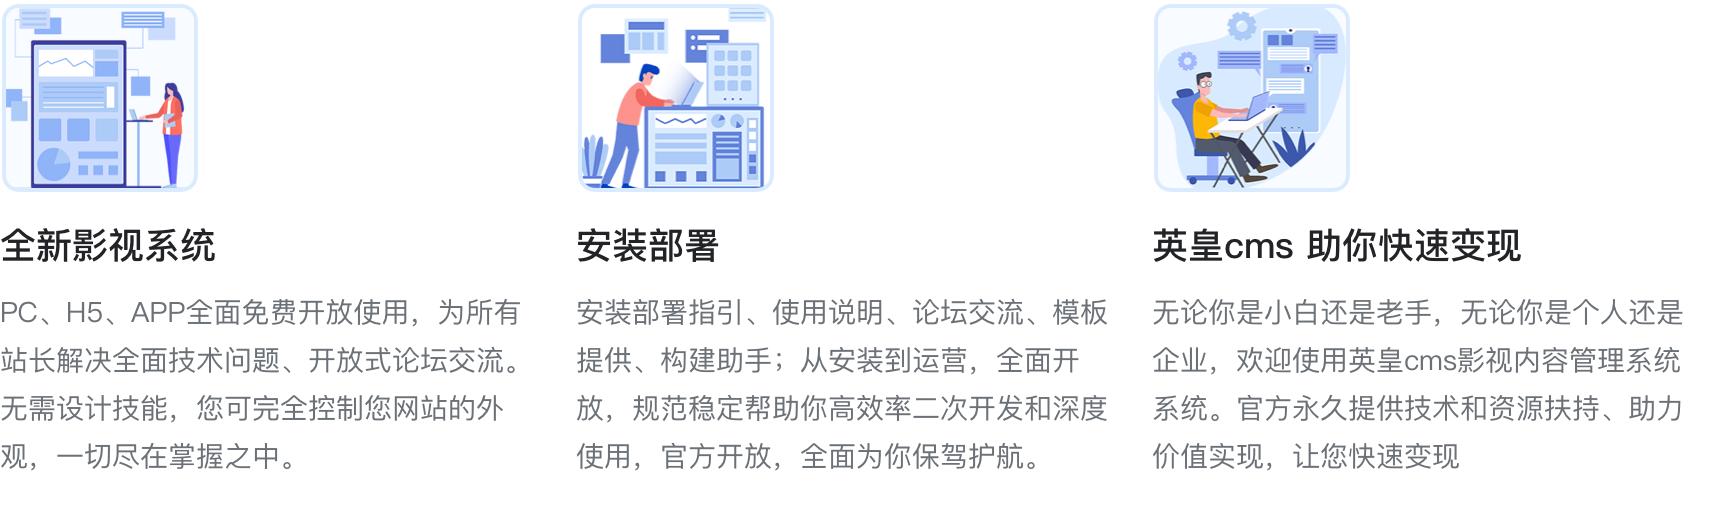 全新影视系统
PC、H5、APP全面免费开放使用，为所有
站长解决全面技术问题、开放式论坛交流。
无需设计技能，您可完全控制您网站的外
观，一切尽在掌握之中。
安装部署
安装部署指引、使用说明、论坛交流、模板
提供、构建助手；从安装到运营，全面开
放，规范稳定帮助你高效率二次开发和深度
使用，官方开放，全面为你保驾护航。
英皇cms 助你快速变现
无论你是小白还是老手，无论你是个人还是
企业，欢迎使用英皇cms影视内容管理系统
系统。官方永久提供技术和资源扶持、助力
价值实现，让您快速变现